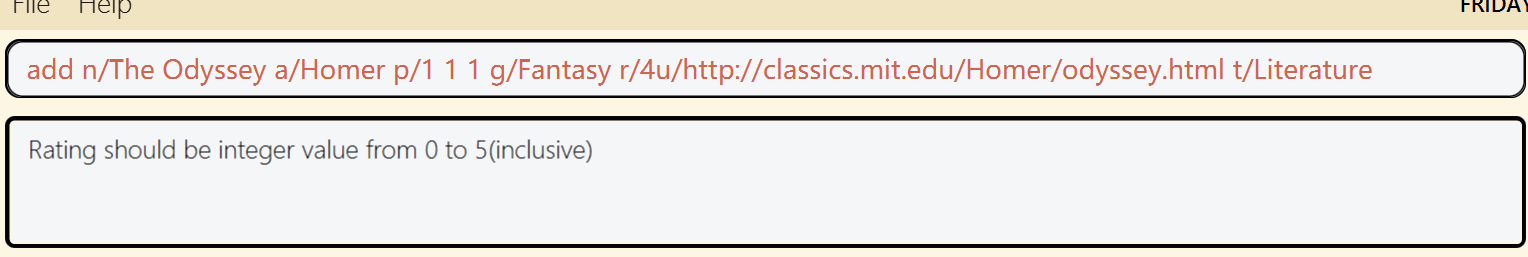 File Help FRIDAY
add n/The Odyssey a/Homer p/1 1 1 g/Fantasy r/4u/http://classics.mit.edu/Homer/odyssey.html t/Literature
Rating should be integer value from 0 to 5(inclusive)